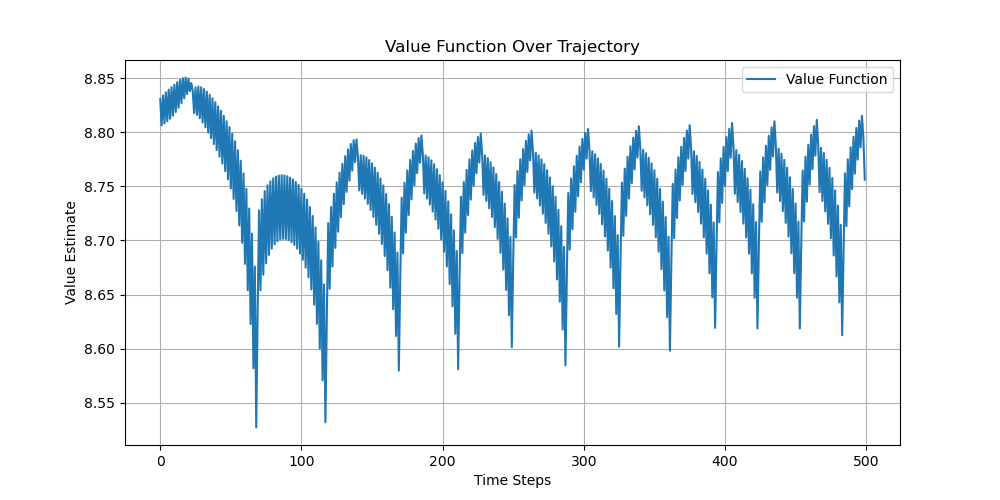 Value Function Over Trajectory
Value Function
Value Estimate
8.85
8.80
8.75
8.70
8.65
8.60
8.55
0 100 200 300 400 500
Time Steps